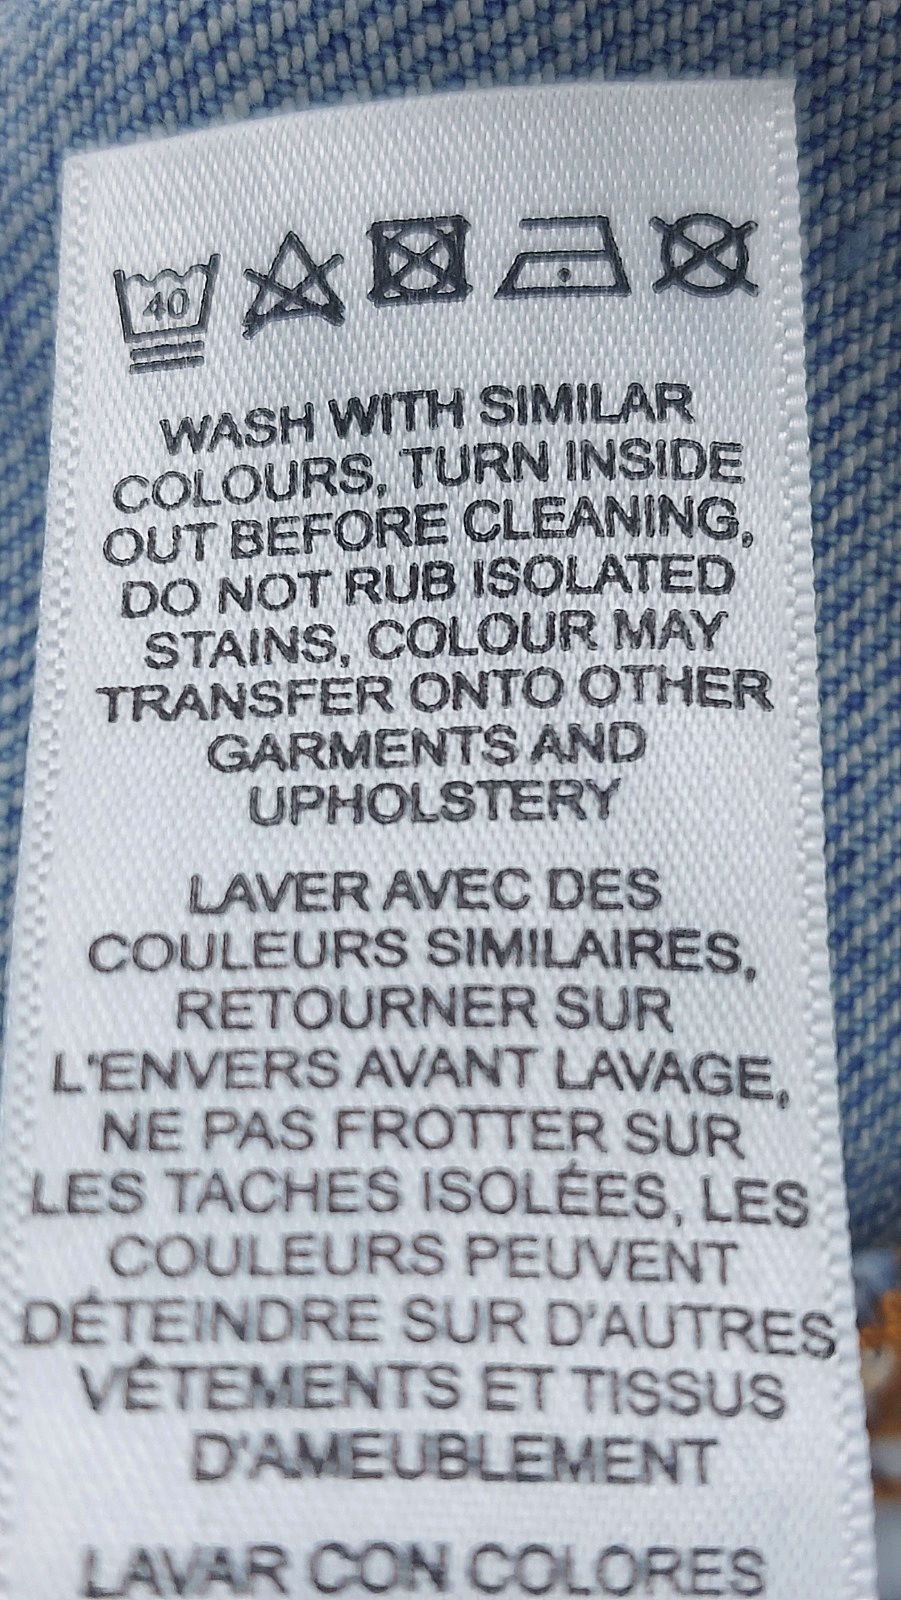 40
WASH WITH SIMILAR
COLOURS, TURN INSIDE
OUT BEFORE CLEANING,
DO NOT RUB ISOLATED
STAINS, COLOUR MAY
TRANSFER ONTO OTHER
GARMENTS AND
UPHOLSTERY
LAVER AVEC DES
COULEURS SIMILAIRES,
RETOURNER SUR
L'ENVERS AVANT LAVAGE,
NE PAS FROTTER SUR
LES TACHES ISOLÉES, LES
COULEURS PEUVENT
DÉTEINDRE SUR D'AUTRES
VÊTEMENTS ET TISSUS
D'AMEUBLEMENT
LAVAR CON COLORES